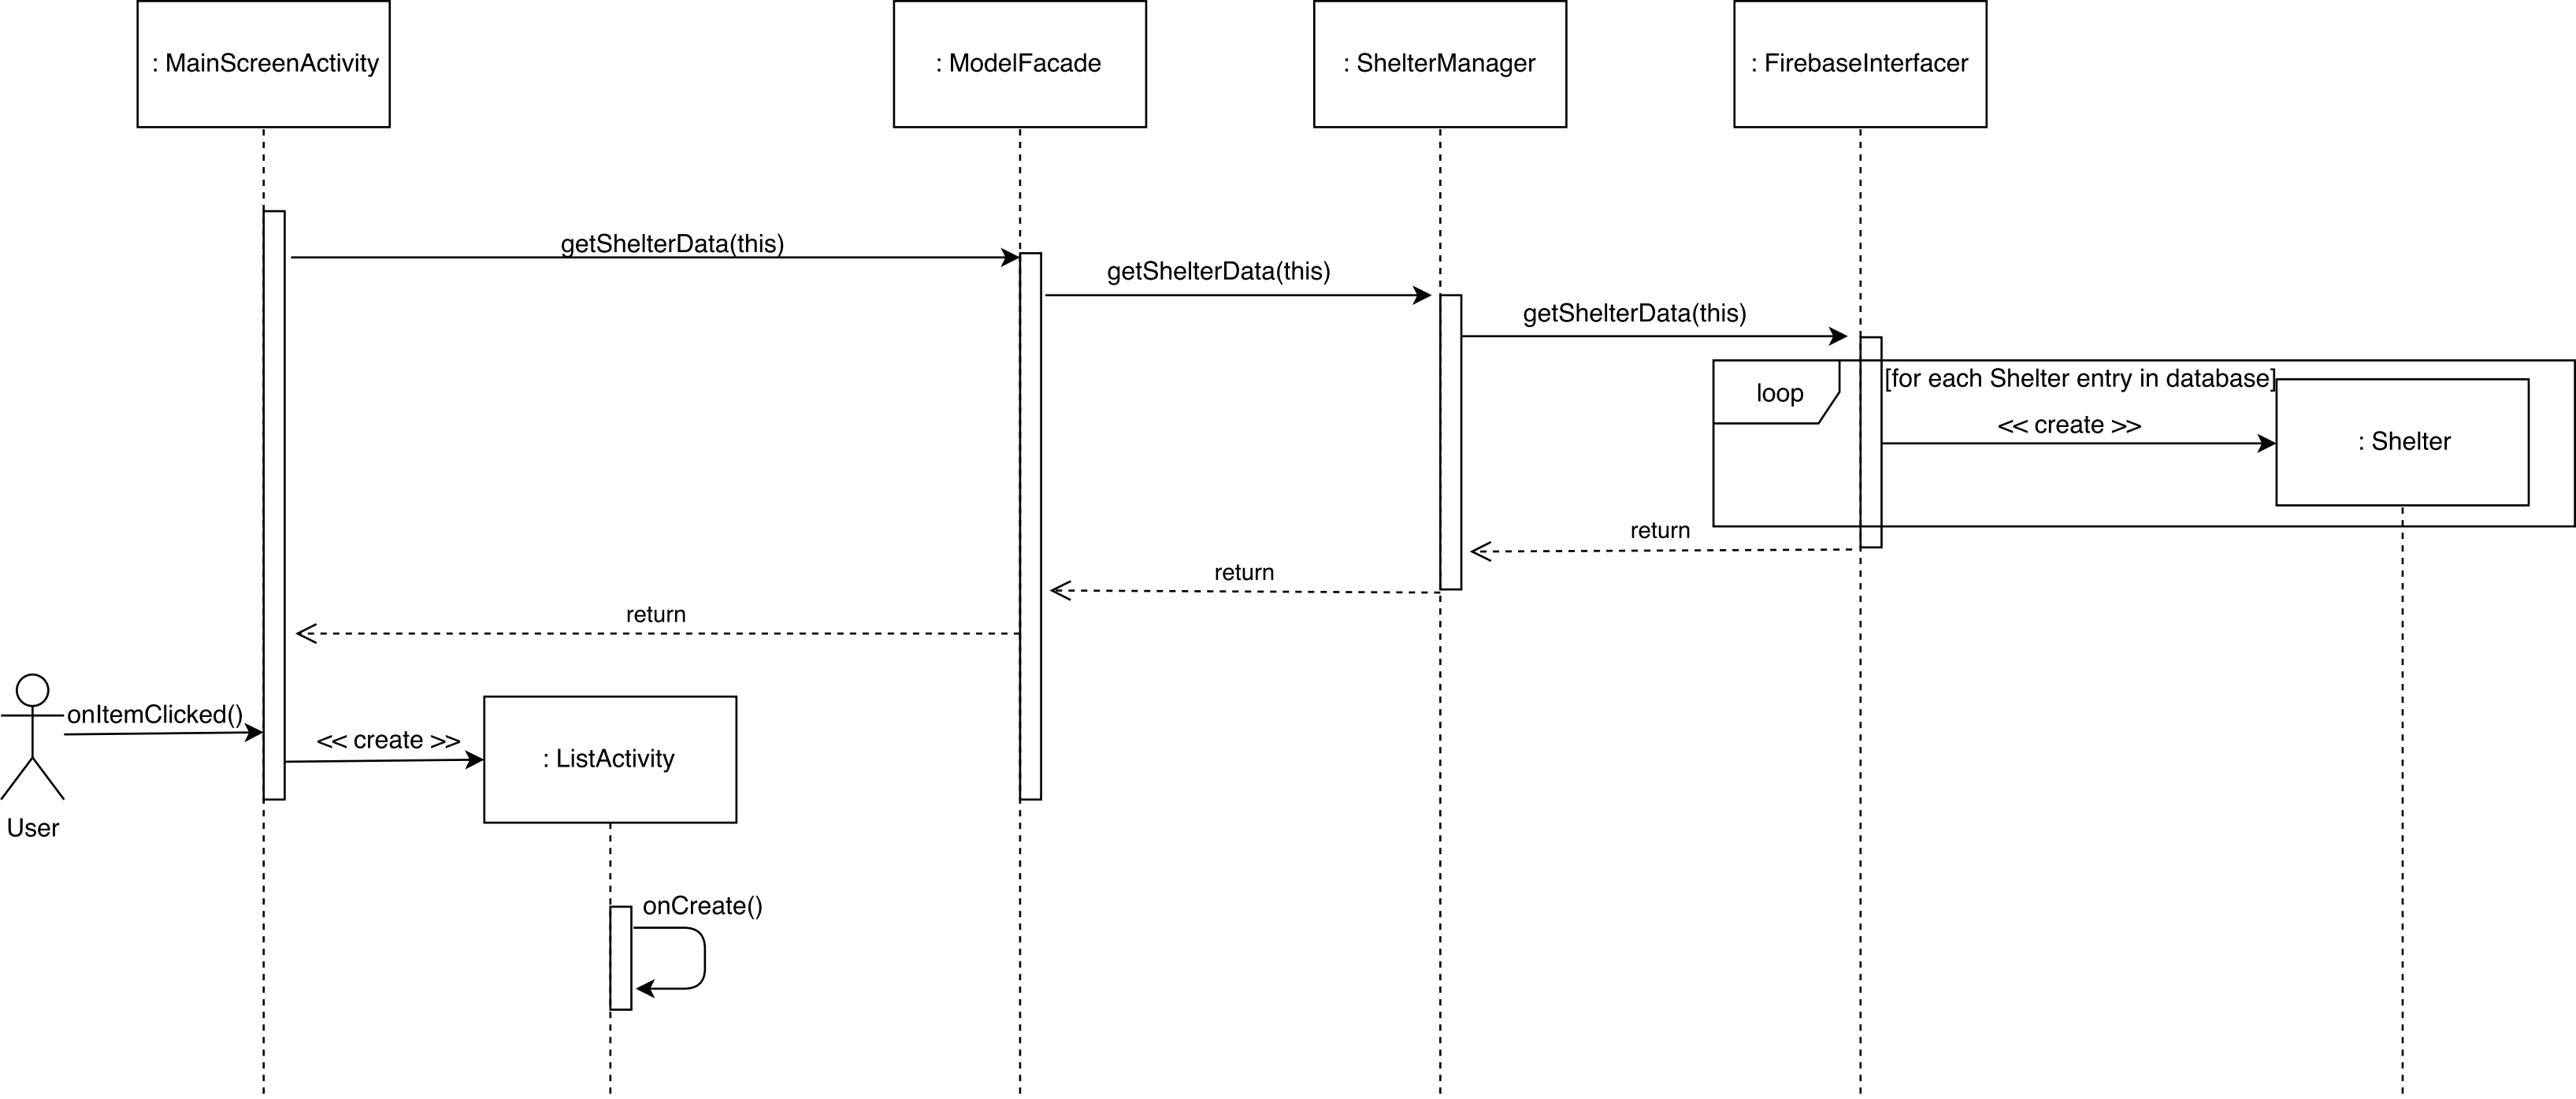 : MainScreenActivity
: ModelFacade
: ShelterManager
: FirebaseInterfacer
getShelterData(this)
getShelterData(this)
getShelterData(this)
loop
[for each Shelter entry in database]
<< create >>
: Shelter
return
return
return
onItemClicked()
<< create >>
: ListActivity
User
onCreate()